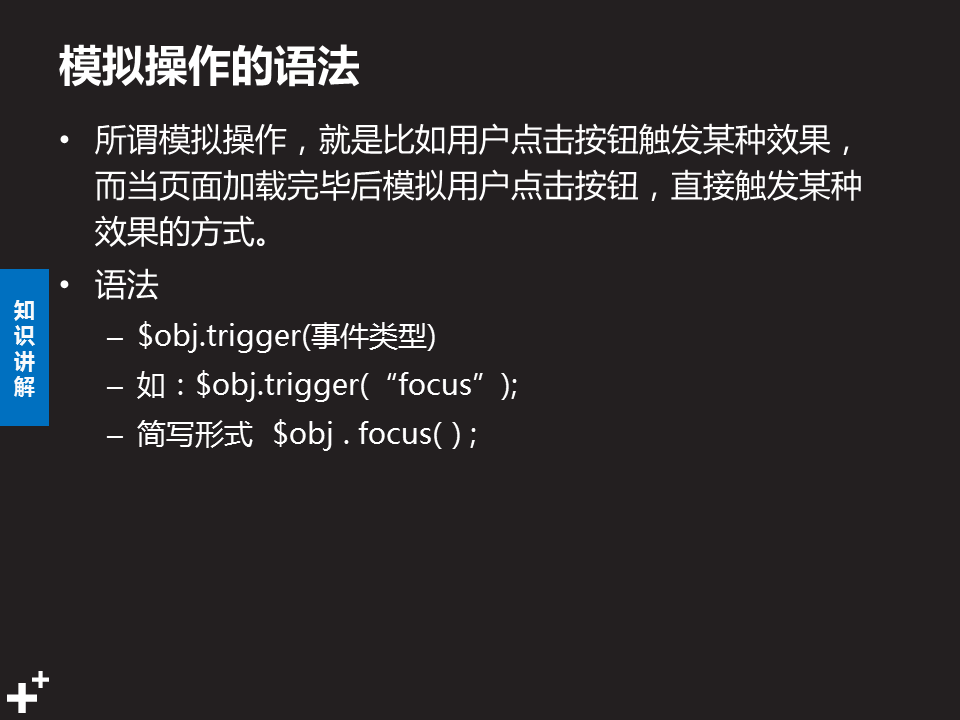 模拟操作的语法
• 所谓模拟操作，就是比如用户点击按钮触发某种效果，
而当页面加载完毕后模拟用户点击按钮，直接触发某种
效果的方式。
• 语法
– $obj.trigger(事件类型)
– 如：$obj.trigger(“focus”);
– 简写形式 $obj . focus( ) ;
知
识
讲
解